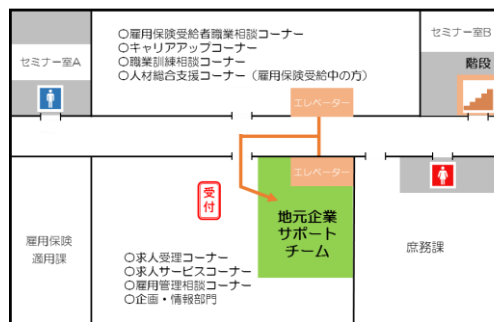 セミナー室A
○雇用保険受給者職業相談コーナー
○キャリアアップコーナー
○職業訓練相談コーナー
○人材総合支援コーナー（雇用保険受給中の方）
セミナー室B
階段
エレベーター
エレベーター
受付
地元企業
サポート
チーム
雇用保険
適用課
○求人受理コーナー
○求人サービスコーナー
○雇用管理相談コーナー
○企画・情報部門
庶務課